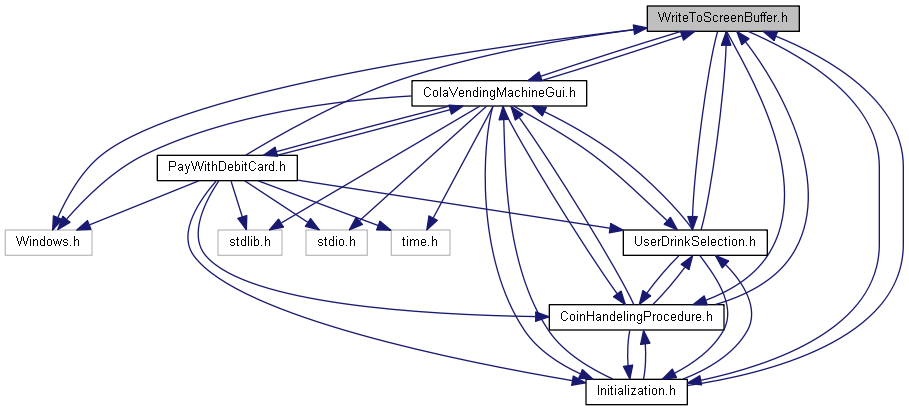 WriteToScreenBuffer.h
ColaVendingMachineGui.h
PayWithDebitCard.h
Windows.h
stdlib.h
stdio.h
time.h
UserDrinkSelection.h
CoinHandelingProcedure.h
Initialization.h